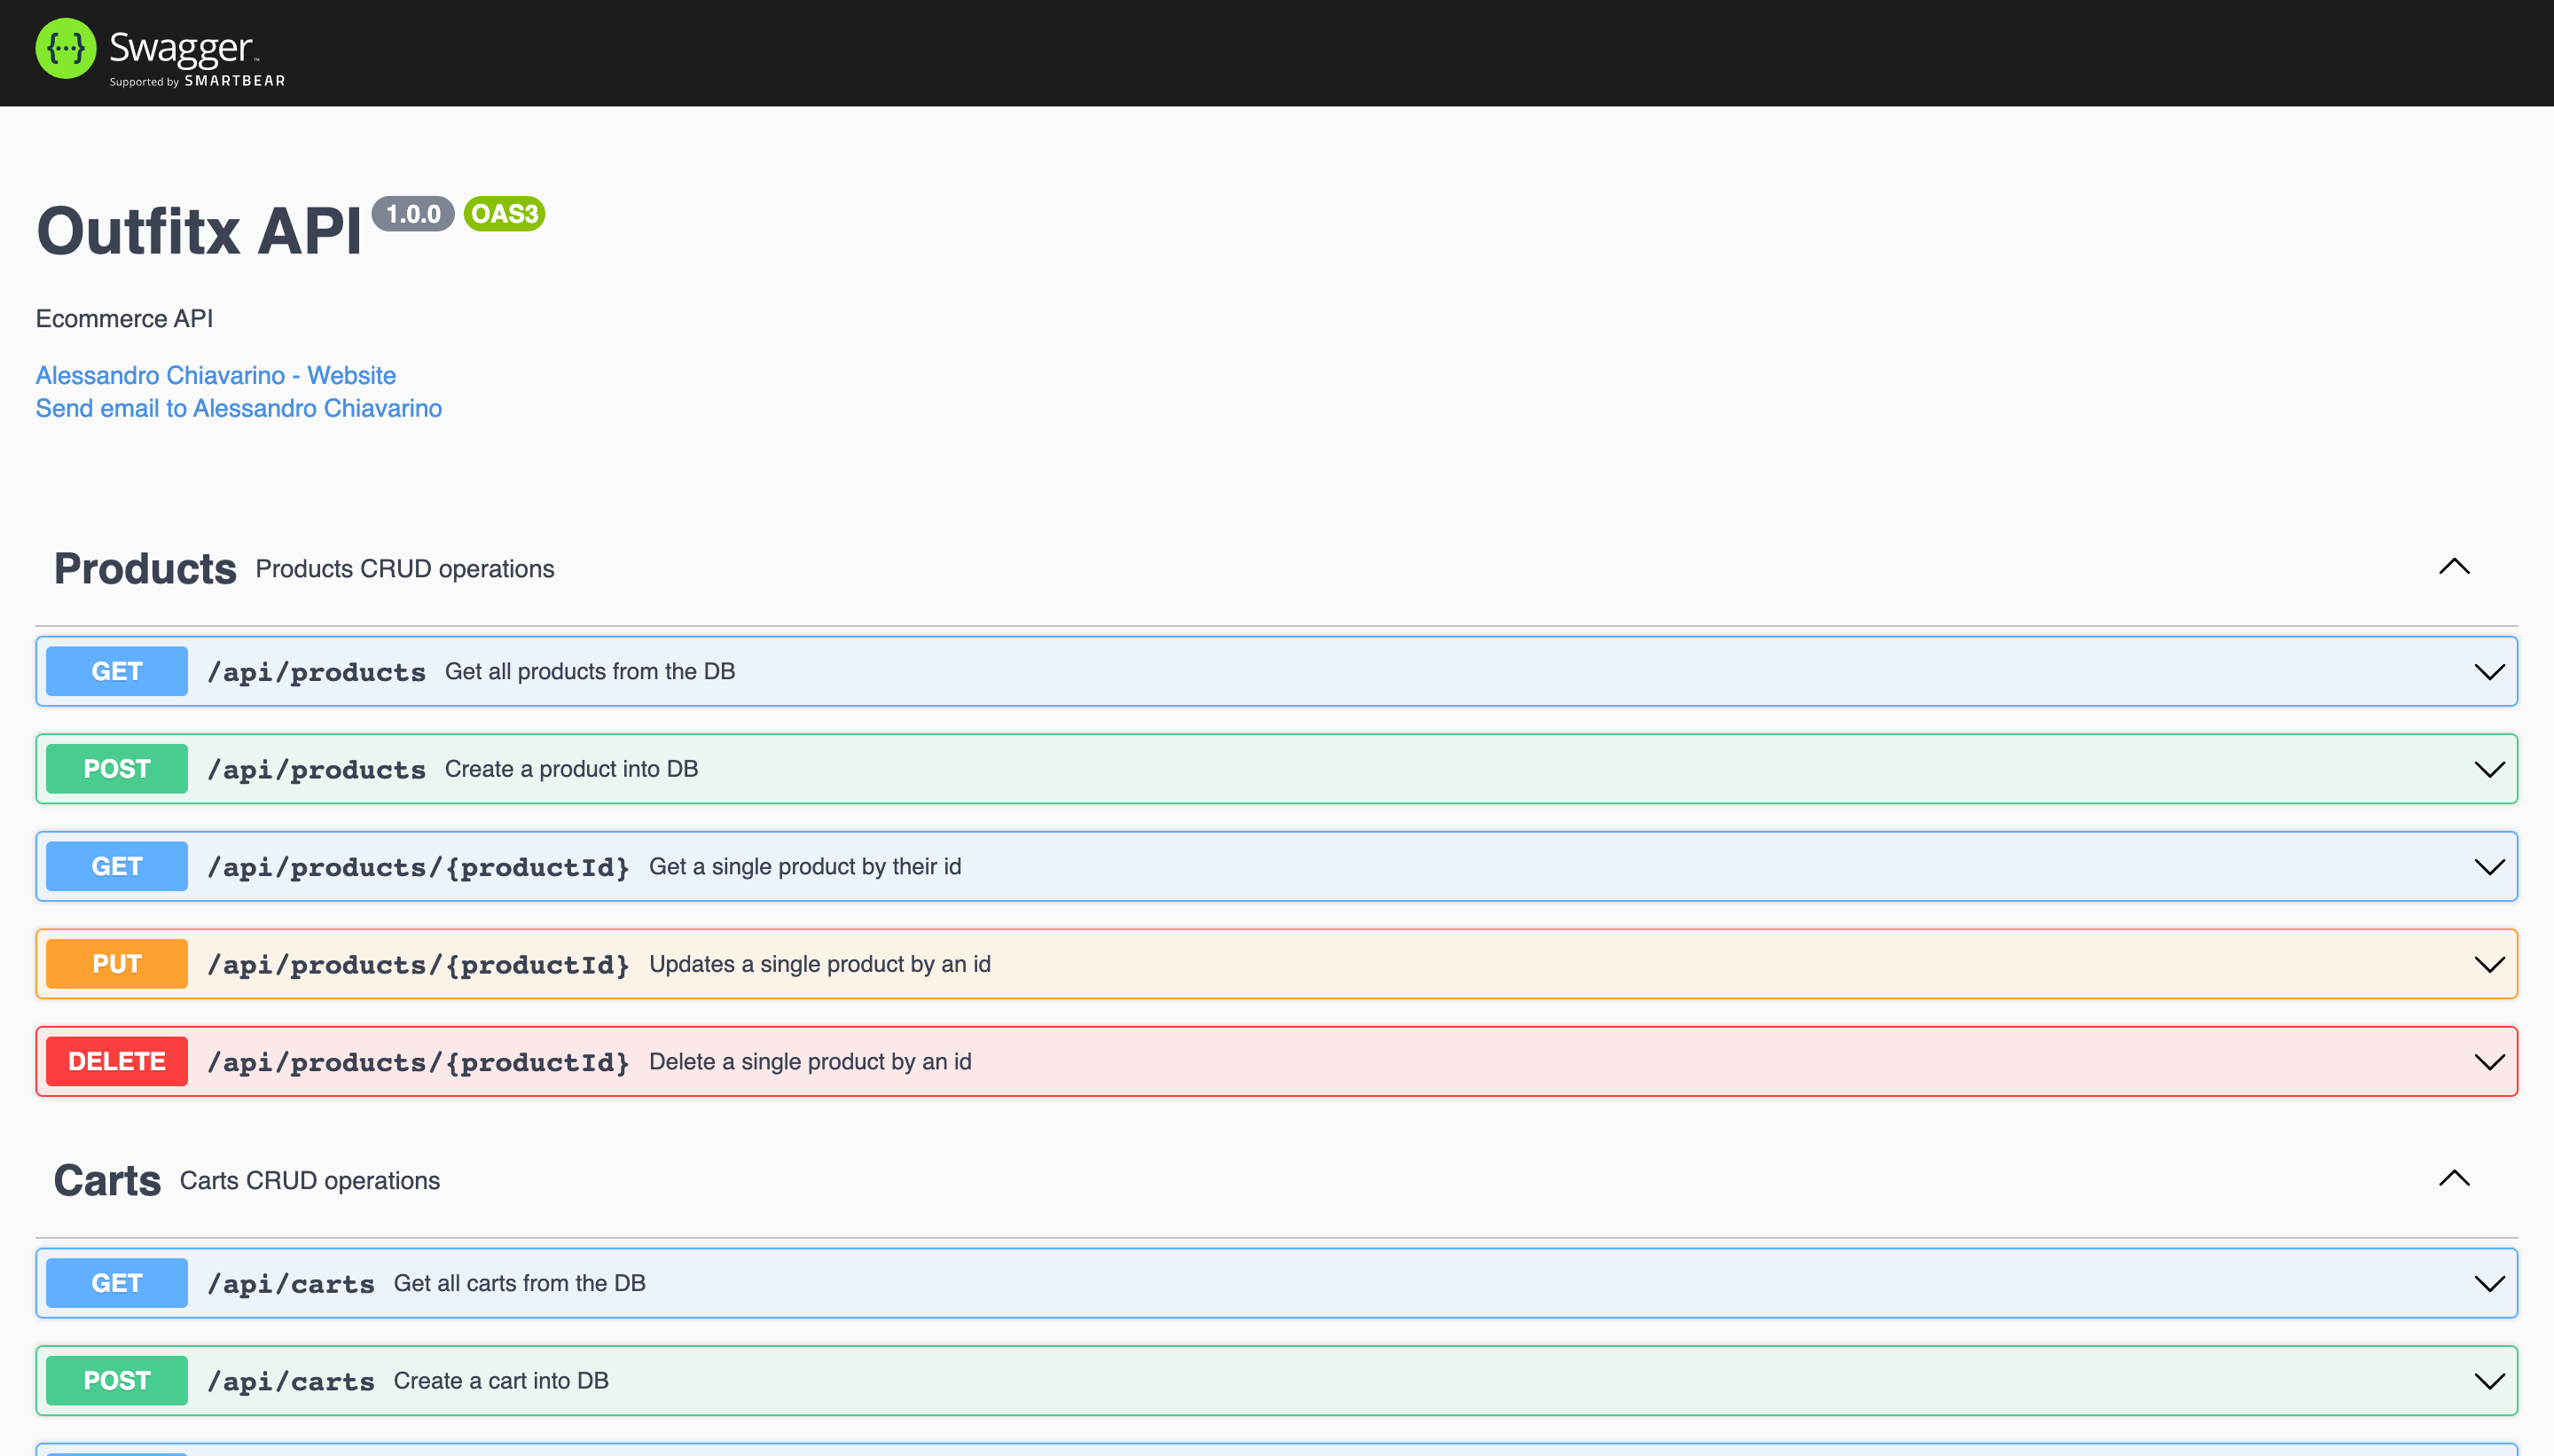 {...} Swagger™
Supported by SMARTBEAR
Outfitx API 1.0.0 OAS3
Ecommerce API
Alessandro Chiavarino - Website
Send email to Alessandro Chiavarino
Products Products CRUD operations
GET /api/products Get all products from the DB
POST /api/products Create a product into DB
GET /api/products/{productId} Get a single product by their id
PUT /api/products/{productId} Updates a single product by an id
DELETE /api/products/{productId} Delete a single product by an id
Carts Carts CRUD operations
GET /api/carts Get all carts from the DB
POST /api/carts Create a cart into DB